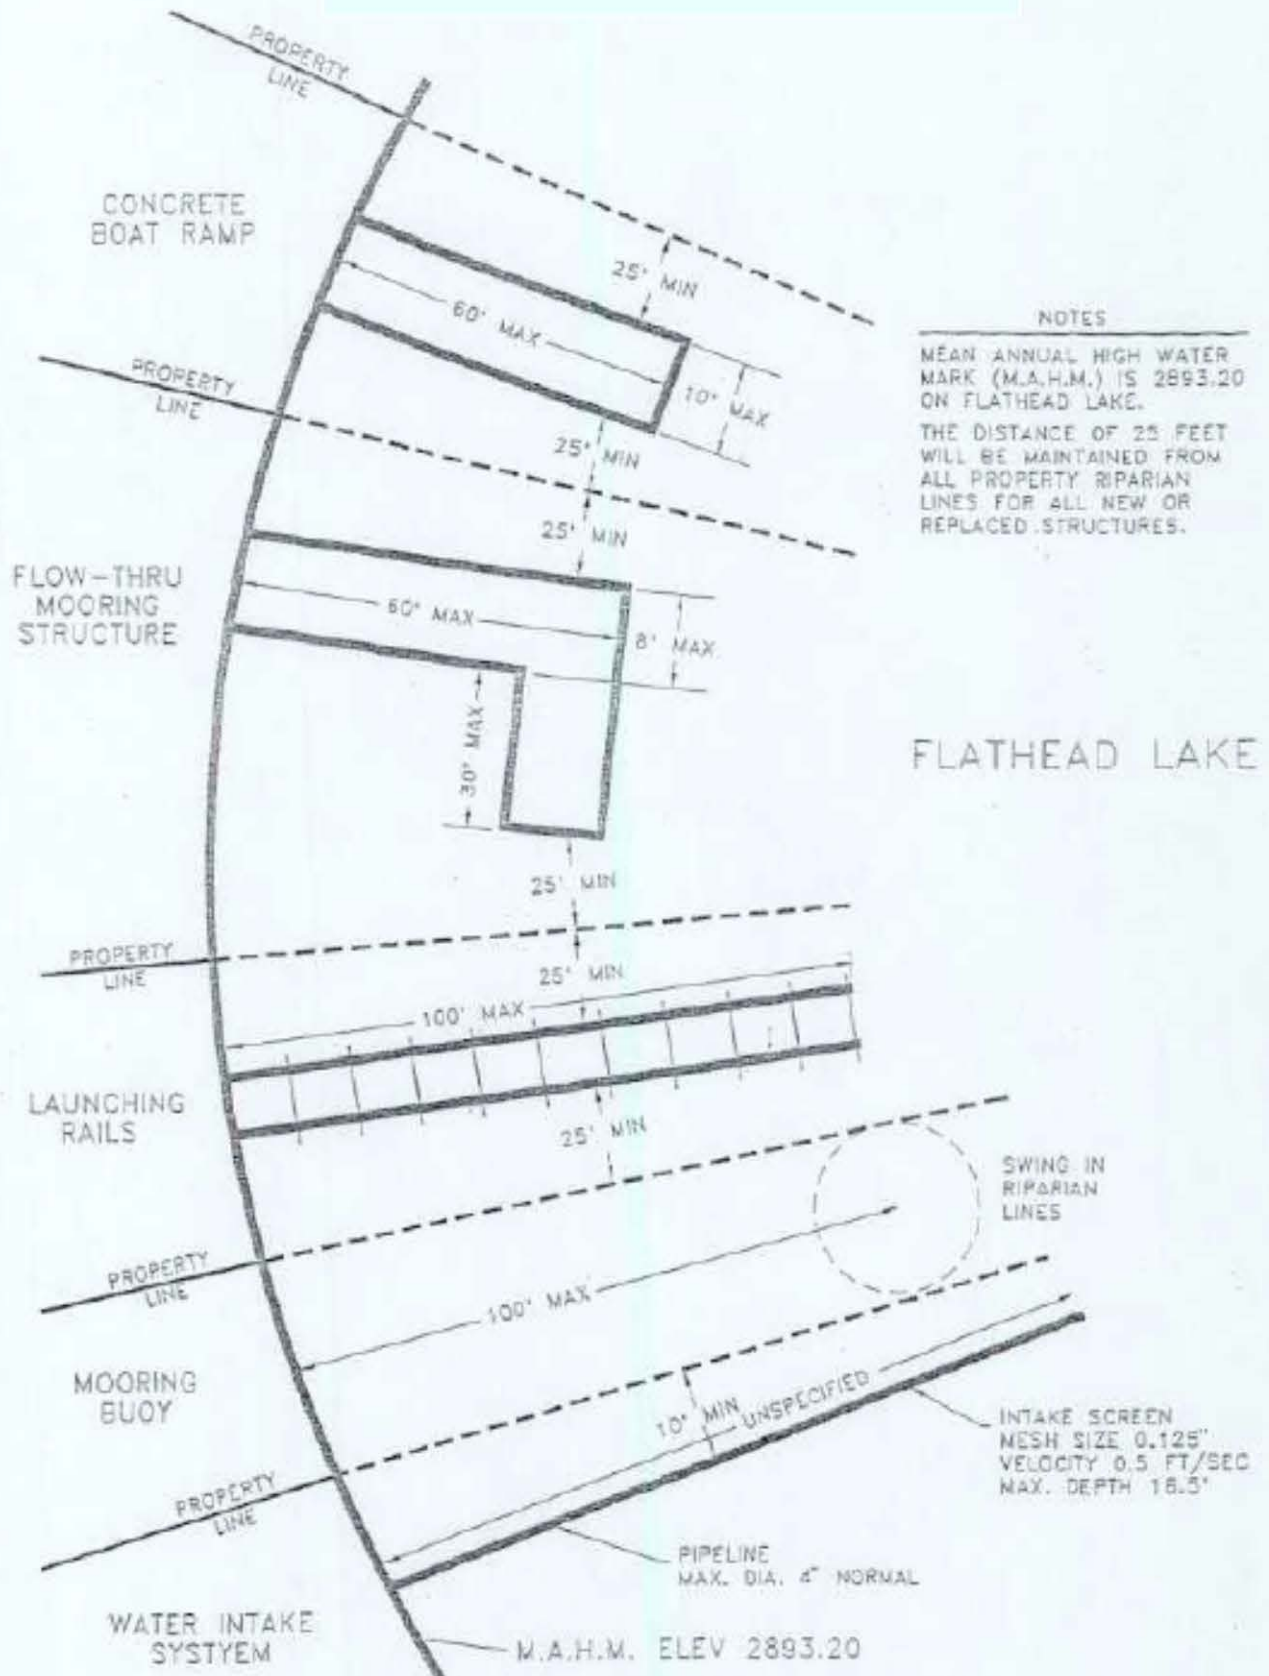 PROPERTY
LINE
CONCRETE
BOAT RAMP
25' MIN
60' MAX
10' MAX
NOTES
MEAN ANNUAL HIGH WATER
MARK (M.A.H.M.) IS 2893.20
ON FLATHEAD LAKE.
THE DISTANCE OF 25 FEET
WILL BE MAINTAINED FROM
ALL PROPERTY RIPARIAN
LINES FOR ALL NEW OR
REPLACED STRUCTURES.
PROPERTY
LINE
25' MIN
25' MIN
FLOW-THRU
MOORING
STRUCTURE
60' MAX
8' MAX
30' MAX
FLATHEAD LAKE
25' MIN
PROPERTY
LINE
25' MIN
100' MAX
LAUNCHING
RAILS
25' MIN
SWING IN
RIPARIAN
LINES
PROPERTY
LINE
100' MAX
MOORING
BUOY
10' MIN
UNSPECIFIED
INTAKE SCREEN
MESH SIZE 0.125"
VELOCITY 0.5 FT/SEC
MAX. DEPTH 16.5'
PROPERTY
LINE
PIPELINE
MAX. DIA. 4" NORMAL
WATER INTAKE
SYSTYEM
M.A.H.M. ELEV 2893.20